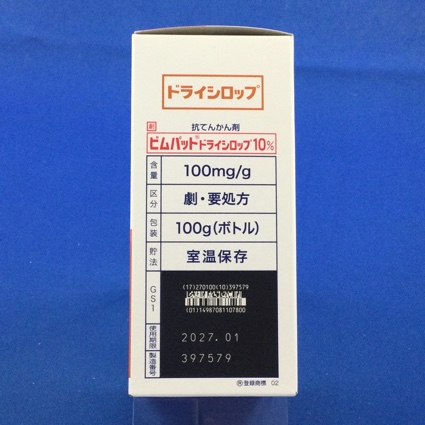 ドライシロップ
抗てんかん剤
劇 ビムパット®ドライシロップ10%
含量 100mg/g
区分 劇・要処方
包装 100g(ボトル)
貯法 室温保存
GS1
(17)270100(10)397579
(01)14987081107800
使用期限 2027.01
製造番号 397579
Ⓡ登録商標 02